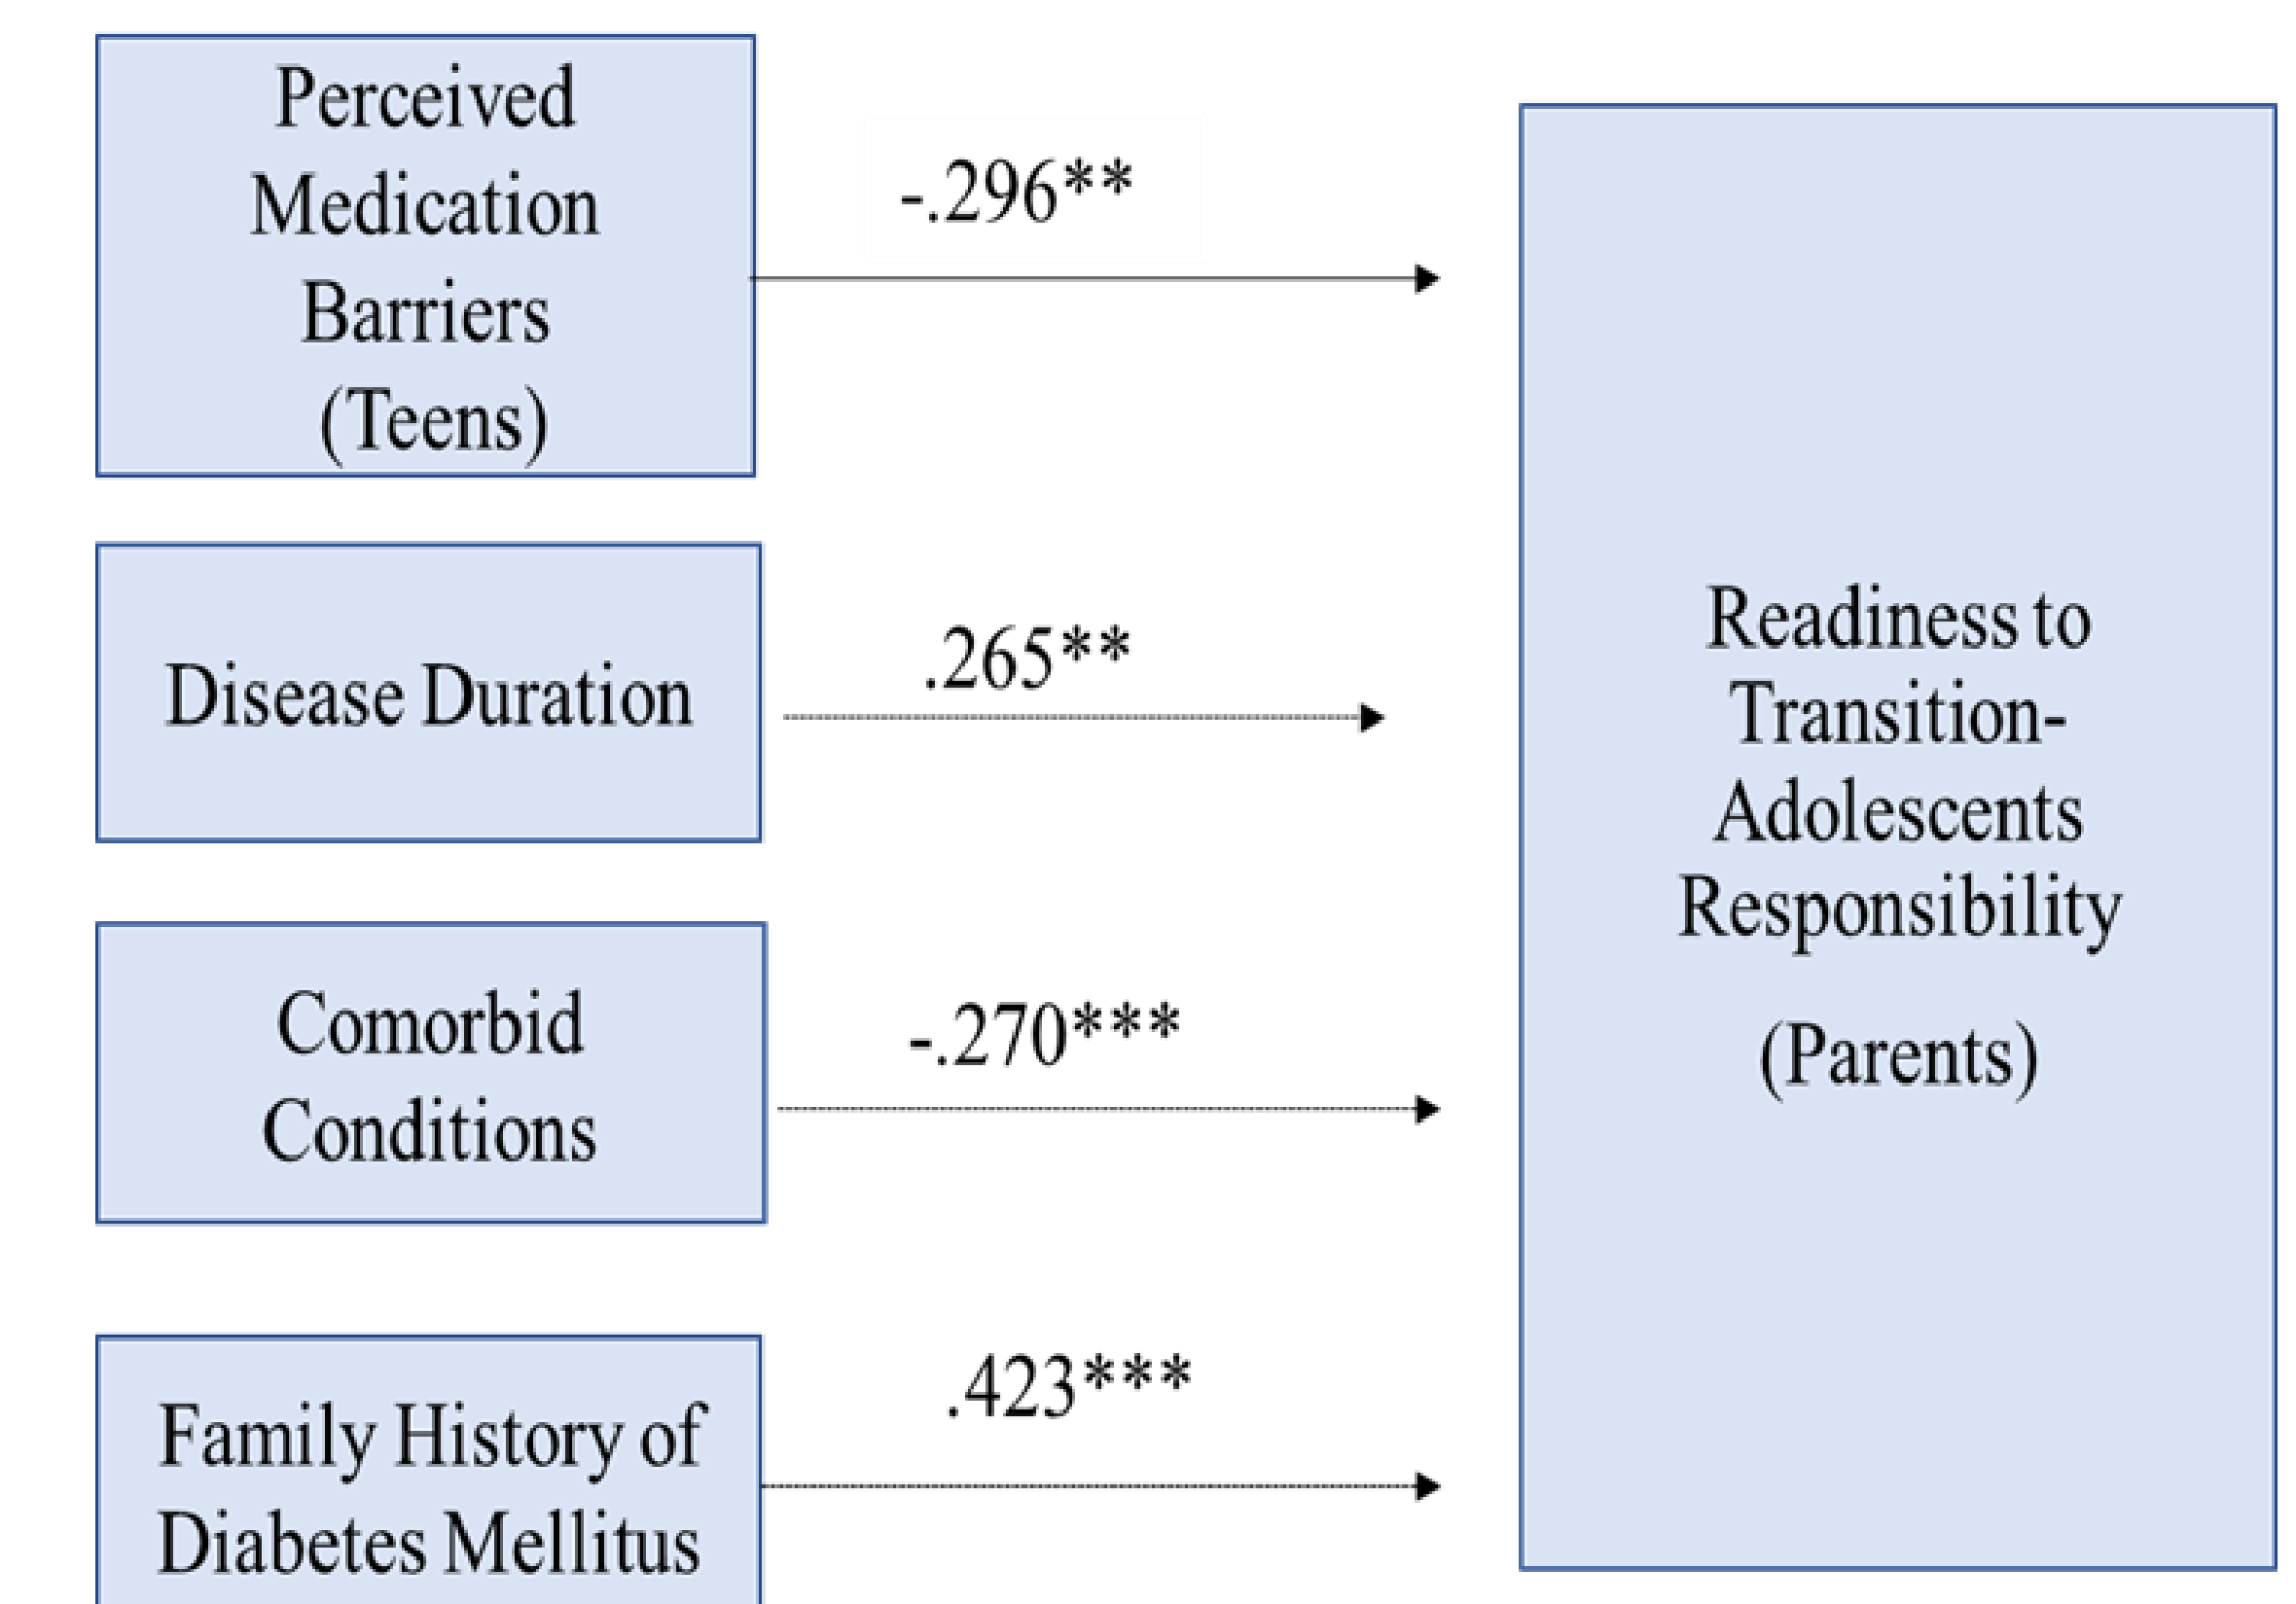 Perceived
Medication
Barriers
(Teens)
-.296**
Disease Duration
.265**
Comorbid
Conditions
-.270***
Family History of
Diabetes Mellitus
.423***
Readiness to
Transition-
Adolescents
Responsibility
(Parents)